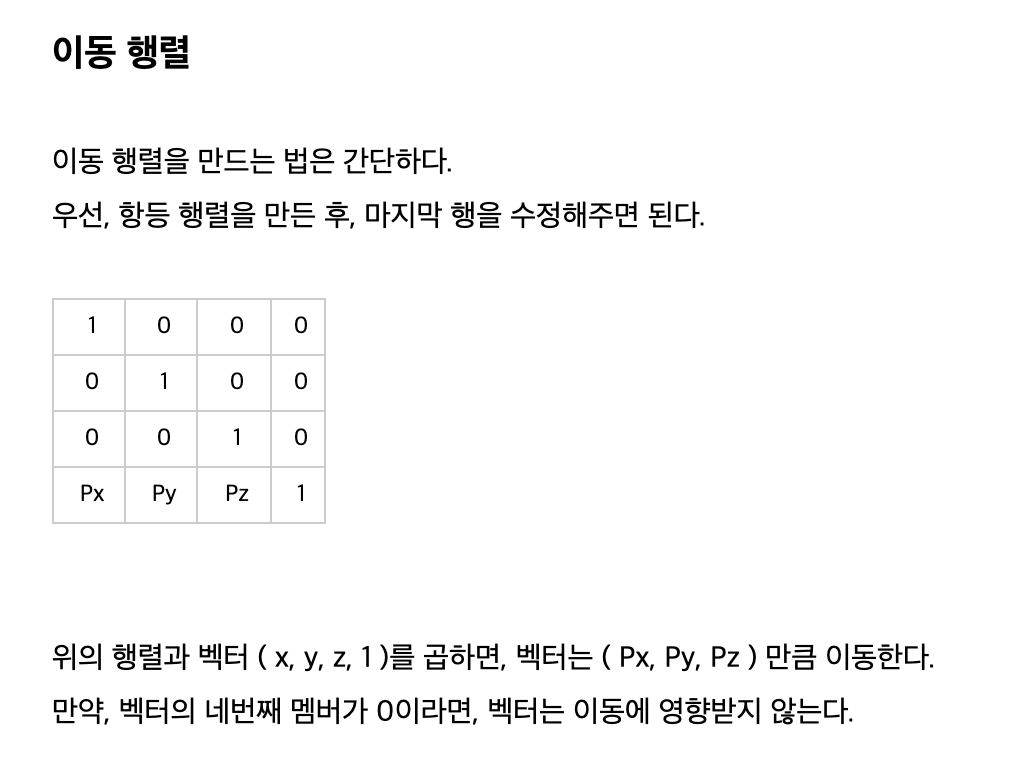 이동 행렬
이동 행렬을 만드는 법은 간단하다.
우선, 항등 행렬을 만든 후, 마지막 행을 수정해주면 된다.
1 0 0 0
0 1 0 0
0 0 1 0
Px Py Pz 1
위의 행렬과 벡터 ( x, y, z, 1 )를 곱하면, 벡터는 ( Px, Py, Pz ) 만큼 이동한다.
만약, 벡터의 네번째 멤버가 0이라면, 벡터는 이동에 영향받지 않는다.